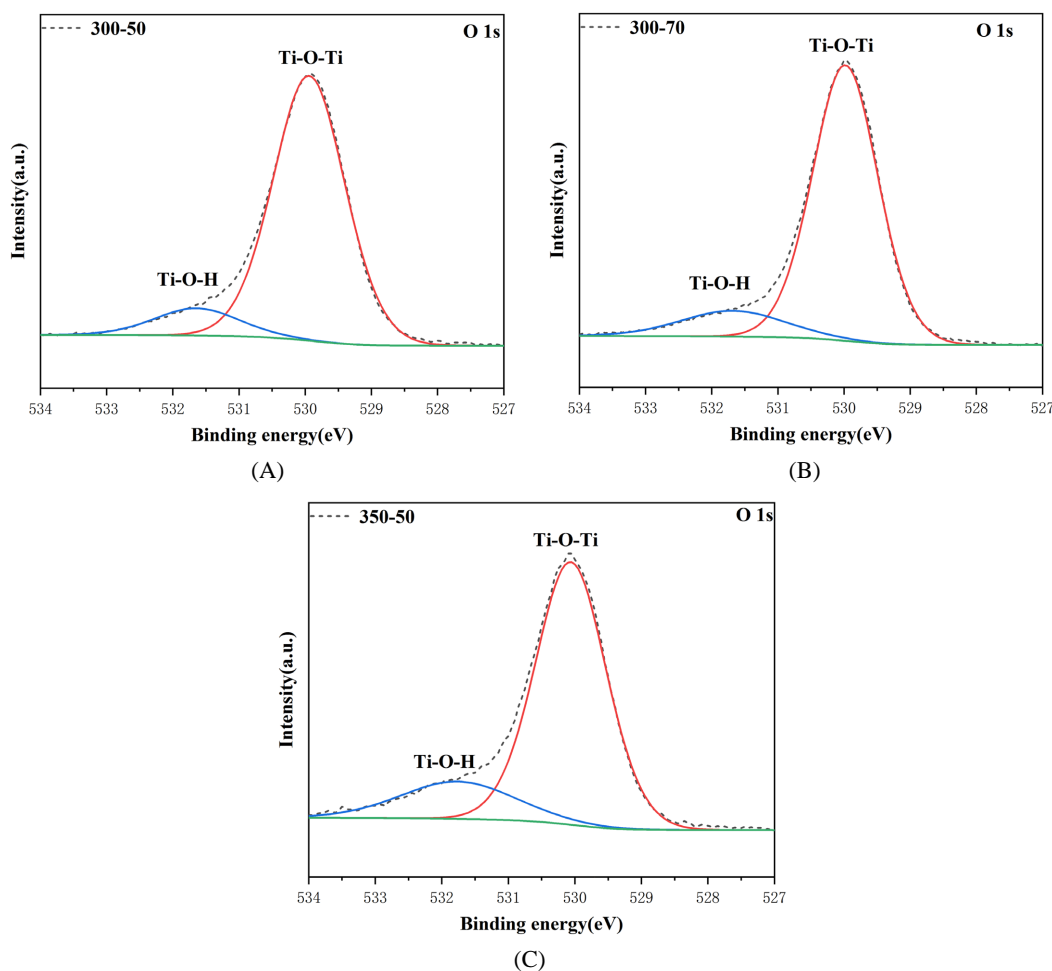 300-50
O 1s
Ti-O-Ti
Ti-O-H
Intensity(a.u.)
534 533 532 531 530 529 528 527
Binding energy(eV)
(A)
300-70
O 1s
Ti-O-Ti
Ti-O-H
Intensity(a.u.)
534 533 532 531 530 529 528 527
Binding energy(eV)
(B)
350-50
O 1s
Ti-O-Ti
Ti-O-H
Intensity(a.u.)
534 533 532 531 530 529 528 527
Binding energy(eV)
(C)